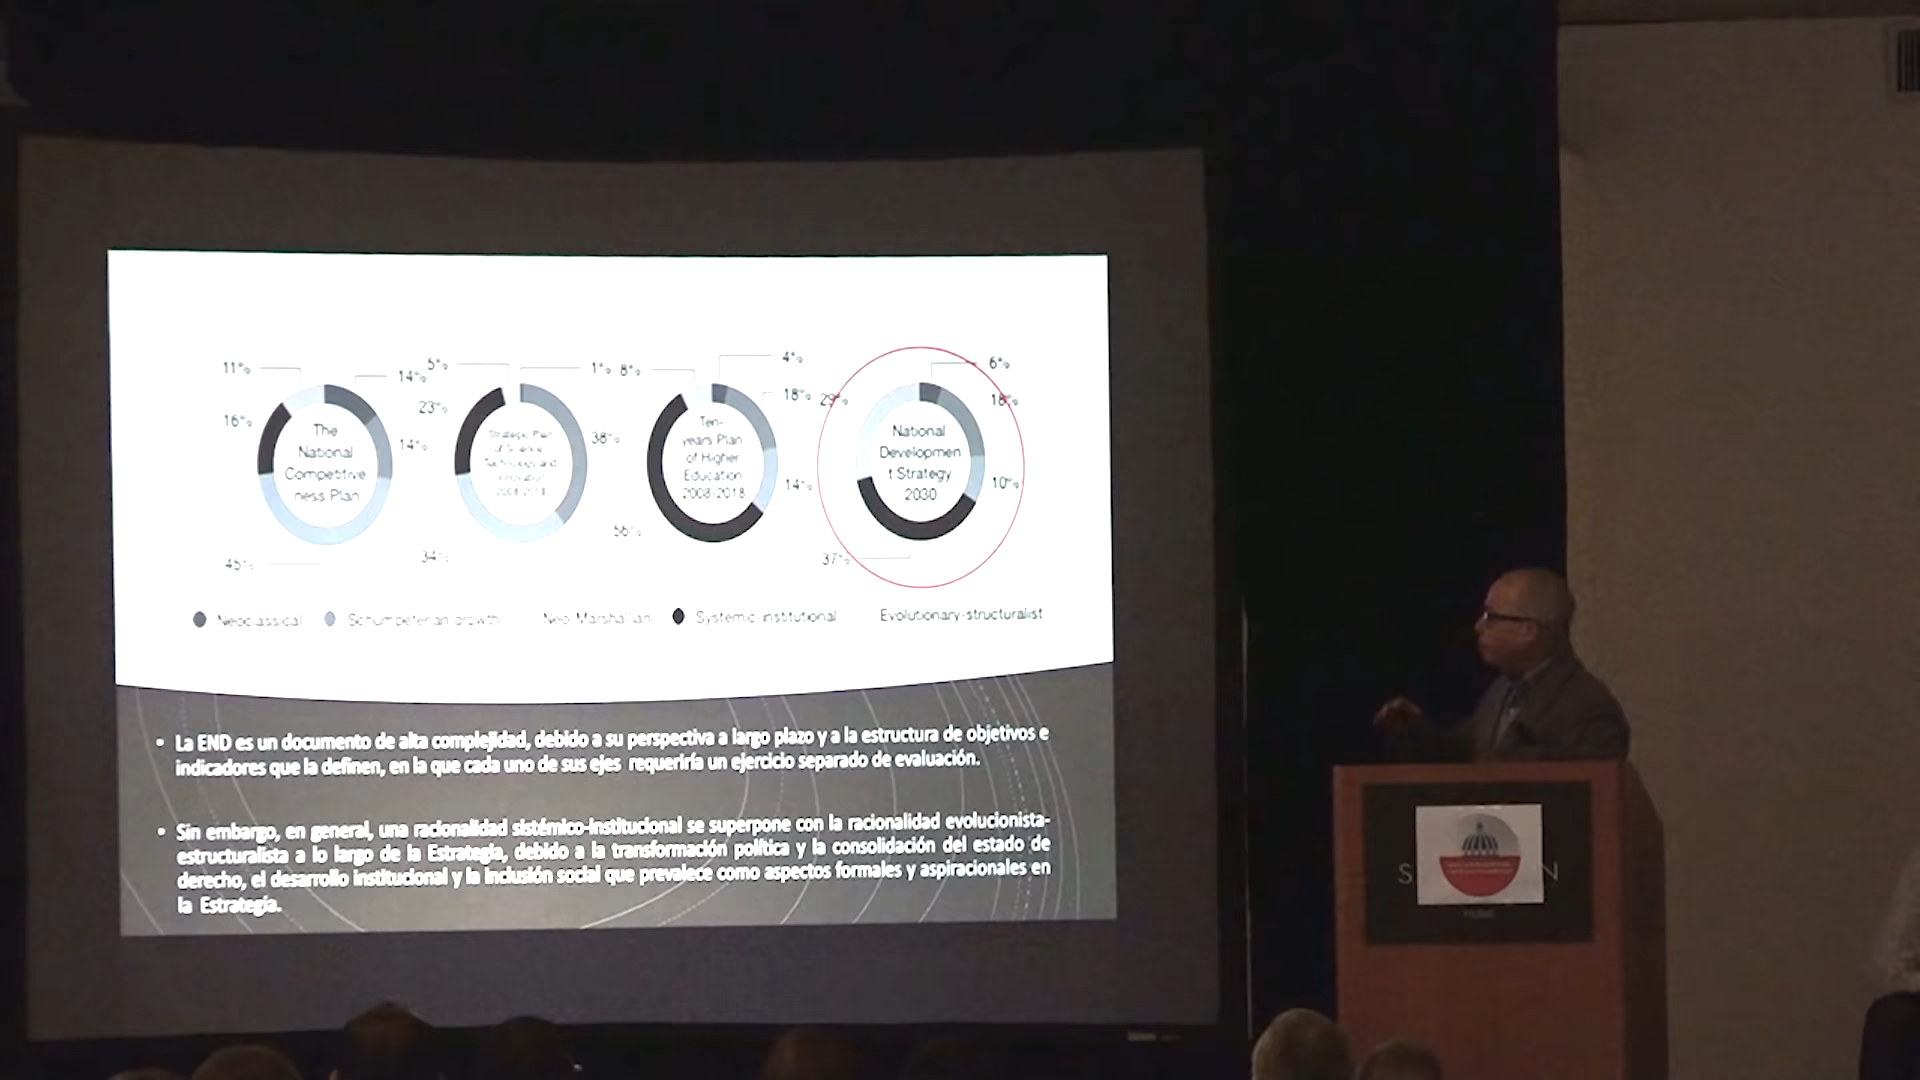 11% 14% 5% 1% 8% 4% 6%
16% 14% 23% 38% 18% 29% 18%
The
National
Competitive
ness Plan
45%
Strategic Plan
of Science
Technology and
Innovation
2008-2018
34%
Ten-
years Plan
of Higher
Education
2008-2018
14%
56%
National
Developmen
t Strategy
2030
10%
37%
Neoclassical Schumpeterian growth Neo-Marshallian Systemic-institutional Evolutionary-structuralist
• La END es un documento de alta complejidad, debido a su perspectiva a largo plazo y a la estructura de objetivos e
indicadores que la definen, en la que cada uno de sus ejes requeriría un ejercicio separado de evaluación.
• Sin embargo, en general, una racionalidad sistémico-institucional se superpone con la racionalidad evolucionista-
estructuralista a lo largo de la Estrategia, debido a la transformación política y la consolidación del estado de
derecho, el desarrollo institucional y la inclusión social que prevalece como aspectos formales y aspiracionales en
la Estrategia.
S N